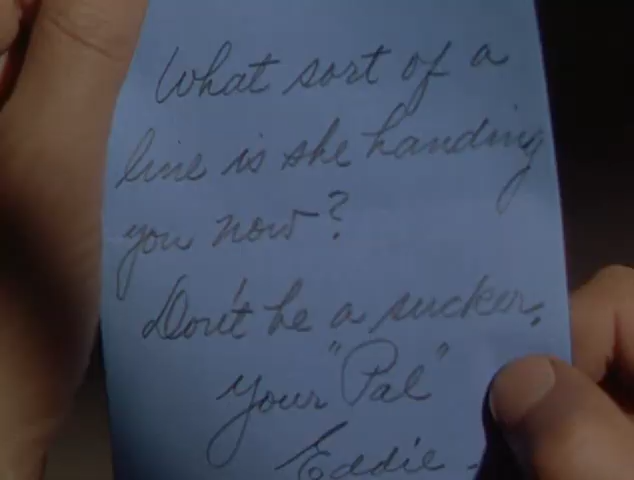 What sort of a
line is she handing
you now?
Don't be a sucker.
Your "Pal"
Eddie.